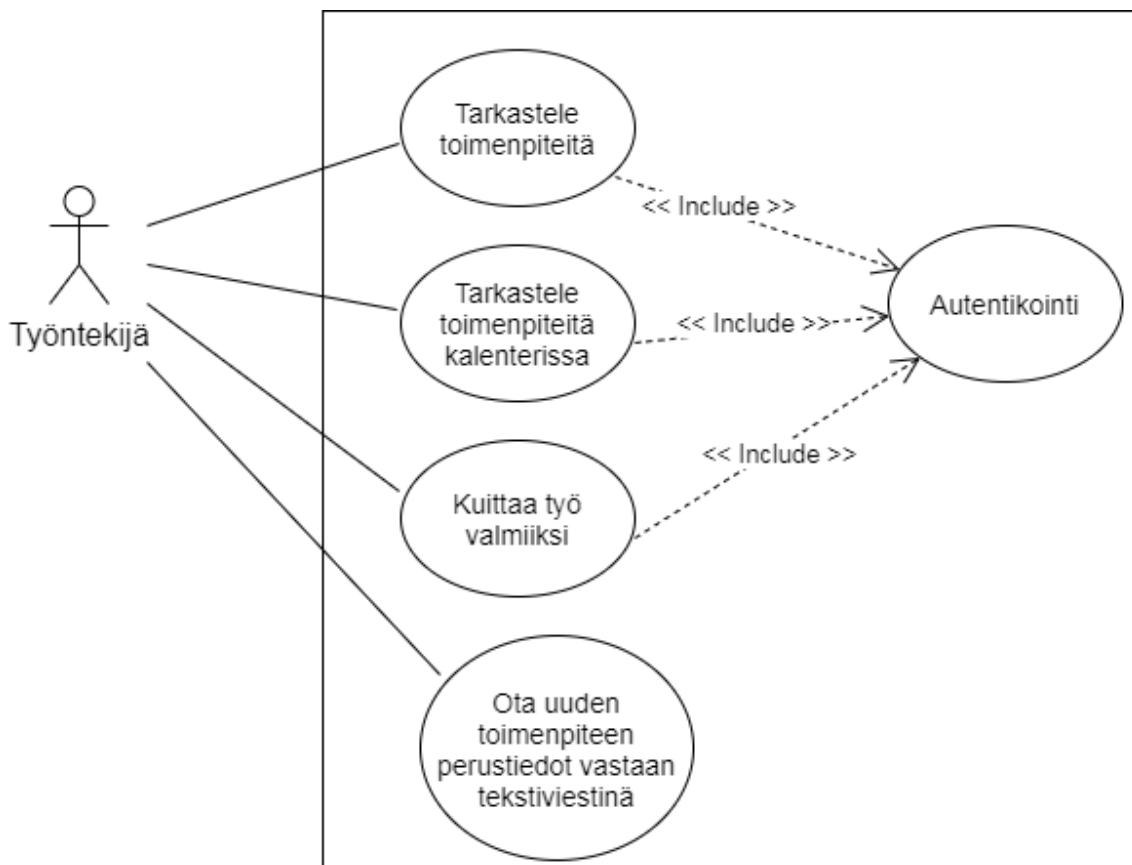 Tarkastele
toimenpiteitä
<< Include >>
Työntekijä
Tarkastele
toimenpiteitä
kalenterissa
<< Include >>
Autentikointi
Kuittaa työ
valmiiksi
<< Include >>
Ota uuden
toimenpiteen
perustiedot vastaan
tekstiviestinä